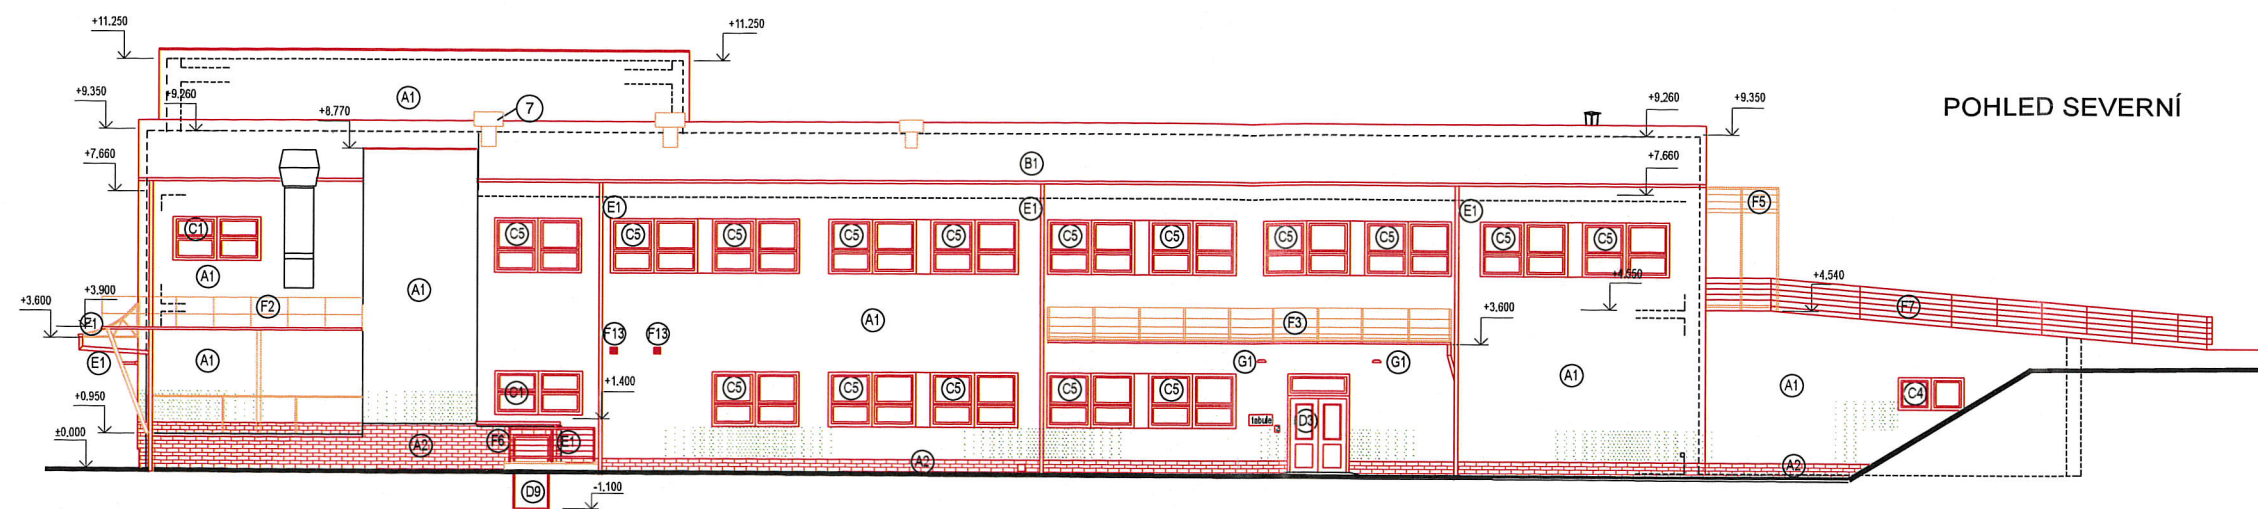 +11.250
+11.250
POHLED SEVERNÍ
+9.350
+9.260
+8.770
A1
7
+9.260
+9.350
+7.660
B1
+7.660
C1
E1
E1
E1
F5
C5
C5
C5
C5
C5
C5
C5
C5
C5
C5
C5
A1
A1
+4.550
+4.540
+3.600
+3.900
F2
F1
F7
A1
F3
+3.600
F13
F13
E1
A1
G1
G1
A1
A1
C1
+1.400
C5
C5
C5
C5
C5
C4
+0.950
tabule
D3
±0.000
A2
F6
E1
A2
A2
D9
-1,100